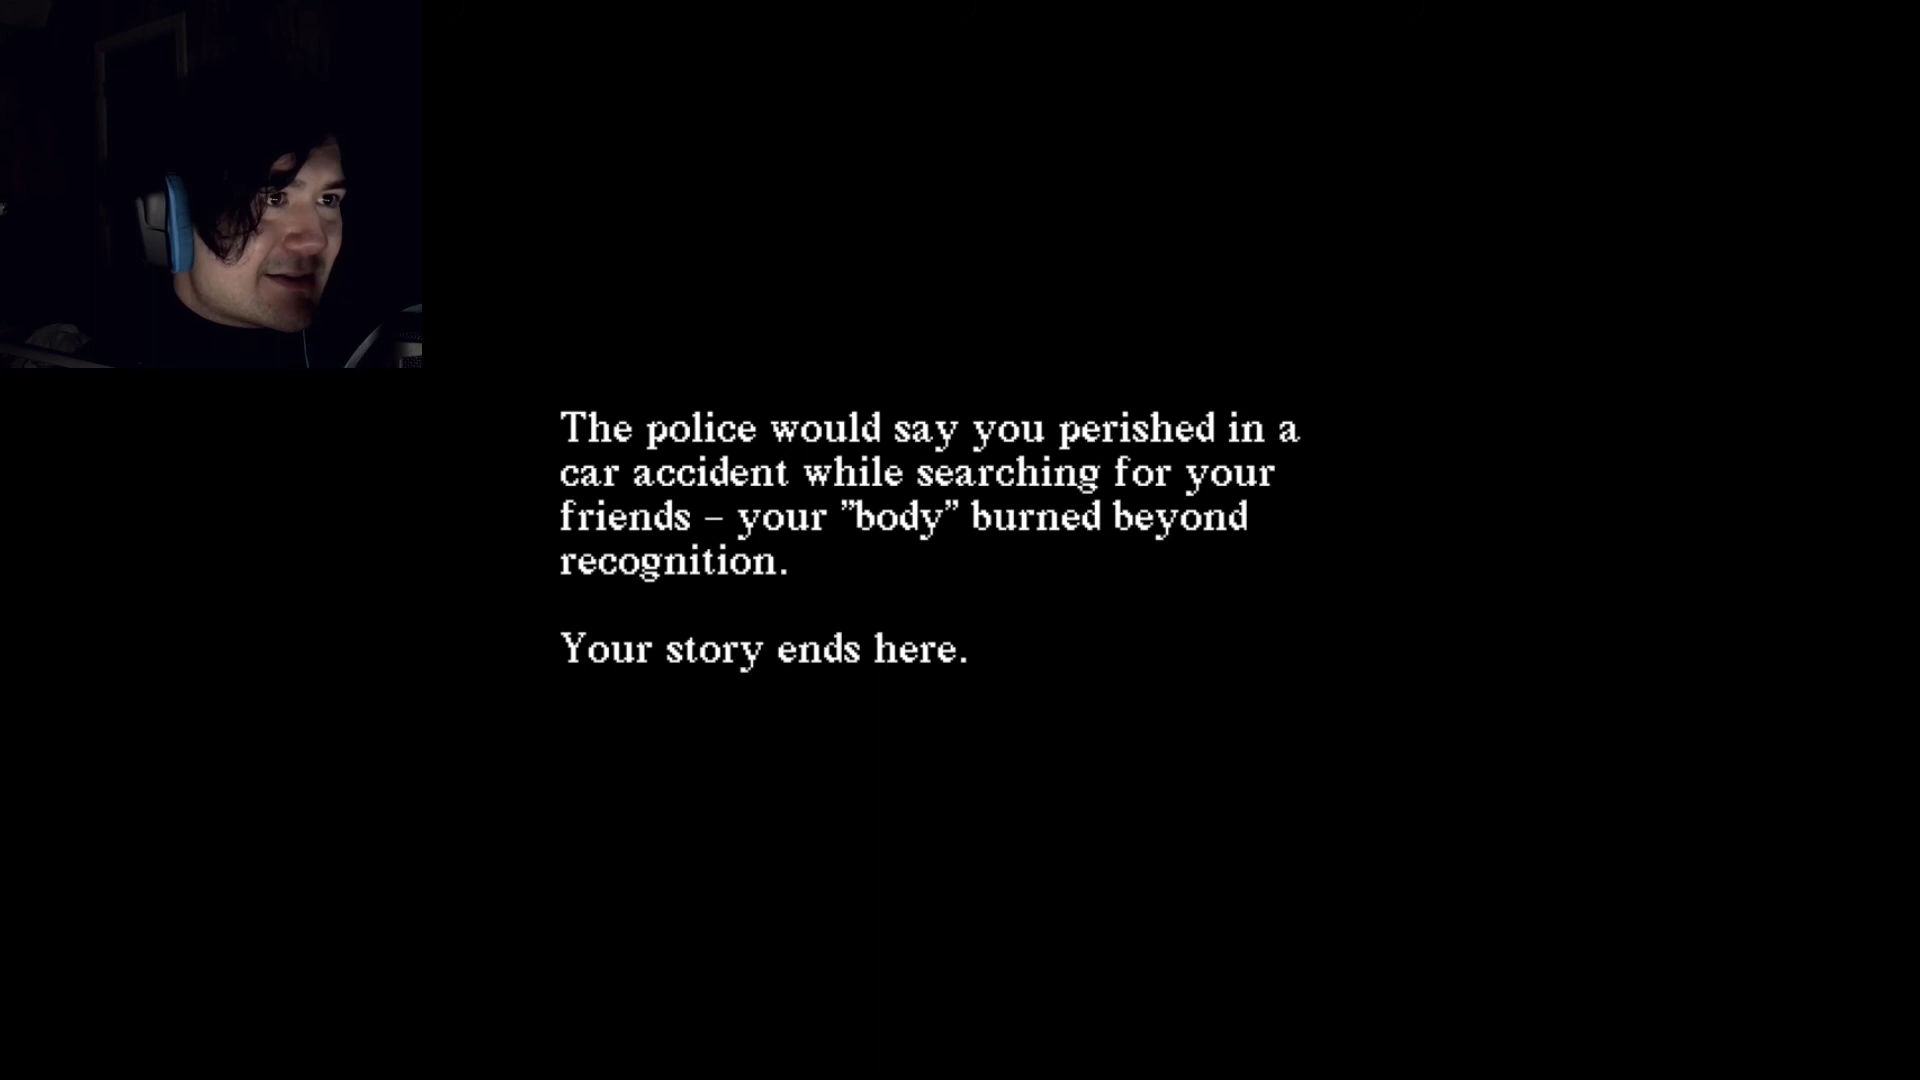 The police would say you perished in a
car accident while searching for your
friends – your ”body” burned beyond
recognition.
Your story ends here.